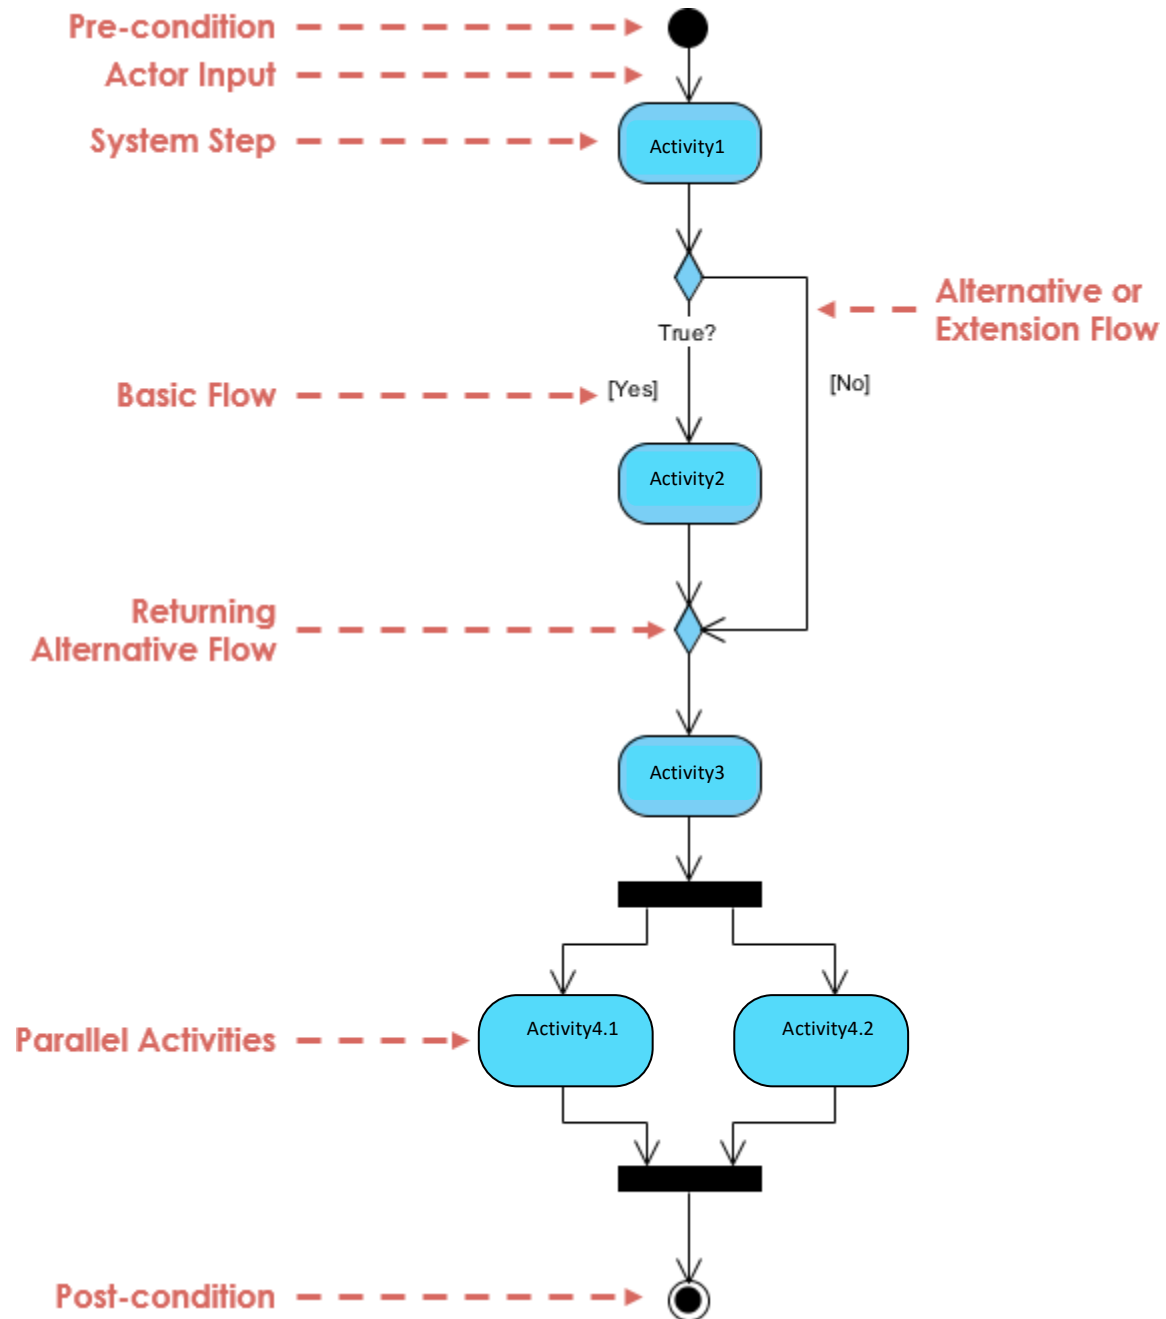 Pre-condition
Actor Input
System Step
Activity1
Alternative or
Extension Flow
True?
Basic Flow
[Yes]
[No]
Activity2
Returning
Alternative Flow
Activity3
Parallel Activities
Activity4.1
Activity4.2
Post-condition